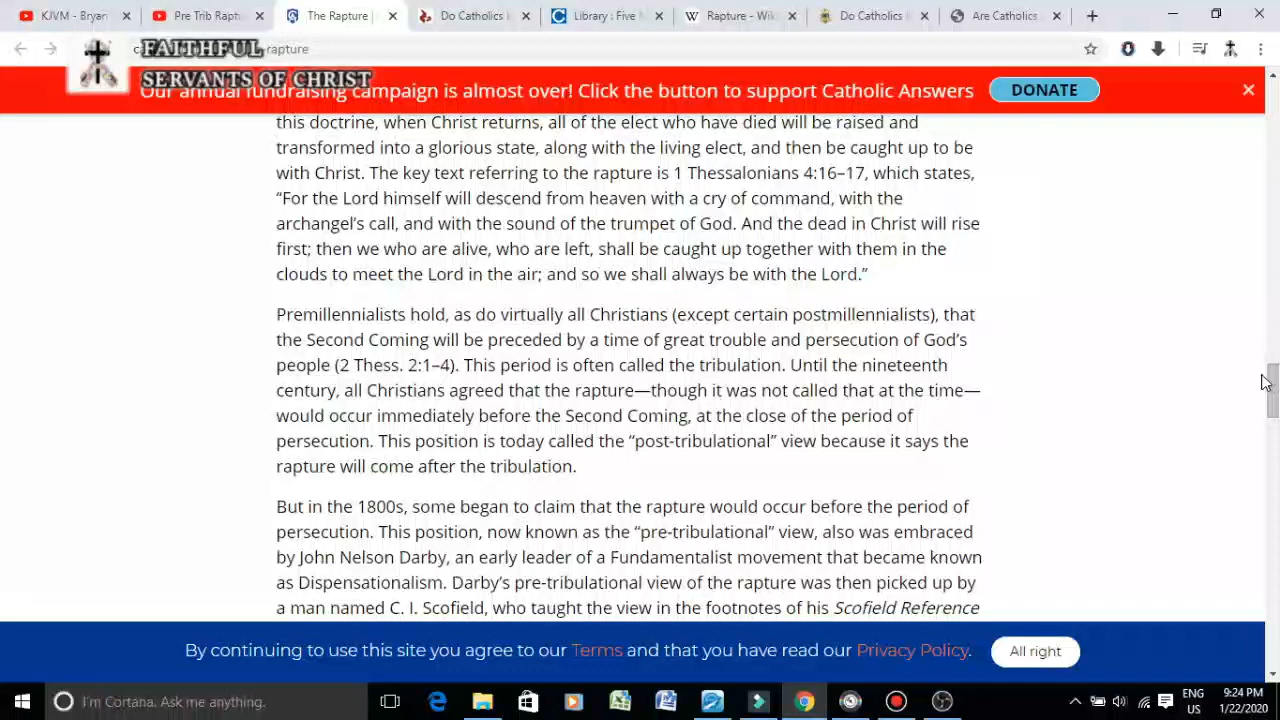 KJVM - Bryan
Pre Trib Raptu
The Rapture
Do Catholics
Library : Five M
Rapture - Wik
Do Catholics
Are Catholics
rapture
FAITHFUL
SERVANTS OF CHRIST
Our annual fundraising campaign is almost over! Click the button to support Catholic Answers DONATE
this doctrine, when Christ returns, all of the elect who have died will be raised and
transformed into a glorious state, along with the living elect, and then be caught up to be
with Christ. The key text referring to the rapture is 1 Thessalonians 4:16–17, which states,
“For the Lord himself will descend from heaven with a cry of command, with the
archangel’s call, and with the sound of the trumpet of God. And the dead in Christ will rise
first; then we who are alive, who are left, shall be caught up together with them in the
clouds to meet the Lord in the air; and so we shall always be with the Lord.”
Premillennialists hold, as do virtually all Christians (except certain postmillennialists), that
the Second Coming will be preceded by a time of great trouble and persecution of God’s
people (2 Thess. 2:1–4). This period is often called the tribulation. Until the nineteenth
century, all Christians agreed that the rapture—though it was not called that at the time—
would occur immediately before the Second Coming, at the close of the period of
persecution. This position is today called the “post-tribulational” view because it says the
rapture will come after the tribulation.
But in the 1800s, some began to claim that the rapture would occur before the period of
persecution. This position, now known as the “pre-tribulational” view, also was embraced
by John Nelson Darby, an early leader of a Fundamentalist movement that became known
as Dispensationalism. Darby’s pre-tribulational view of the rapture was then picked up by
a man named C. I. Scofield, who taught the view in the footnotes of his Scofield Reference
By continuing to use this site you agree to our Terms and that you have read our Privacy Policy. All right
I'm Cortana. Ask me anything.
ENG
US
9:24 PM
1/22/2020